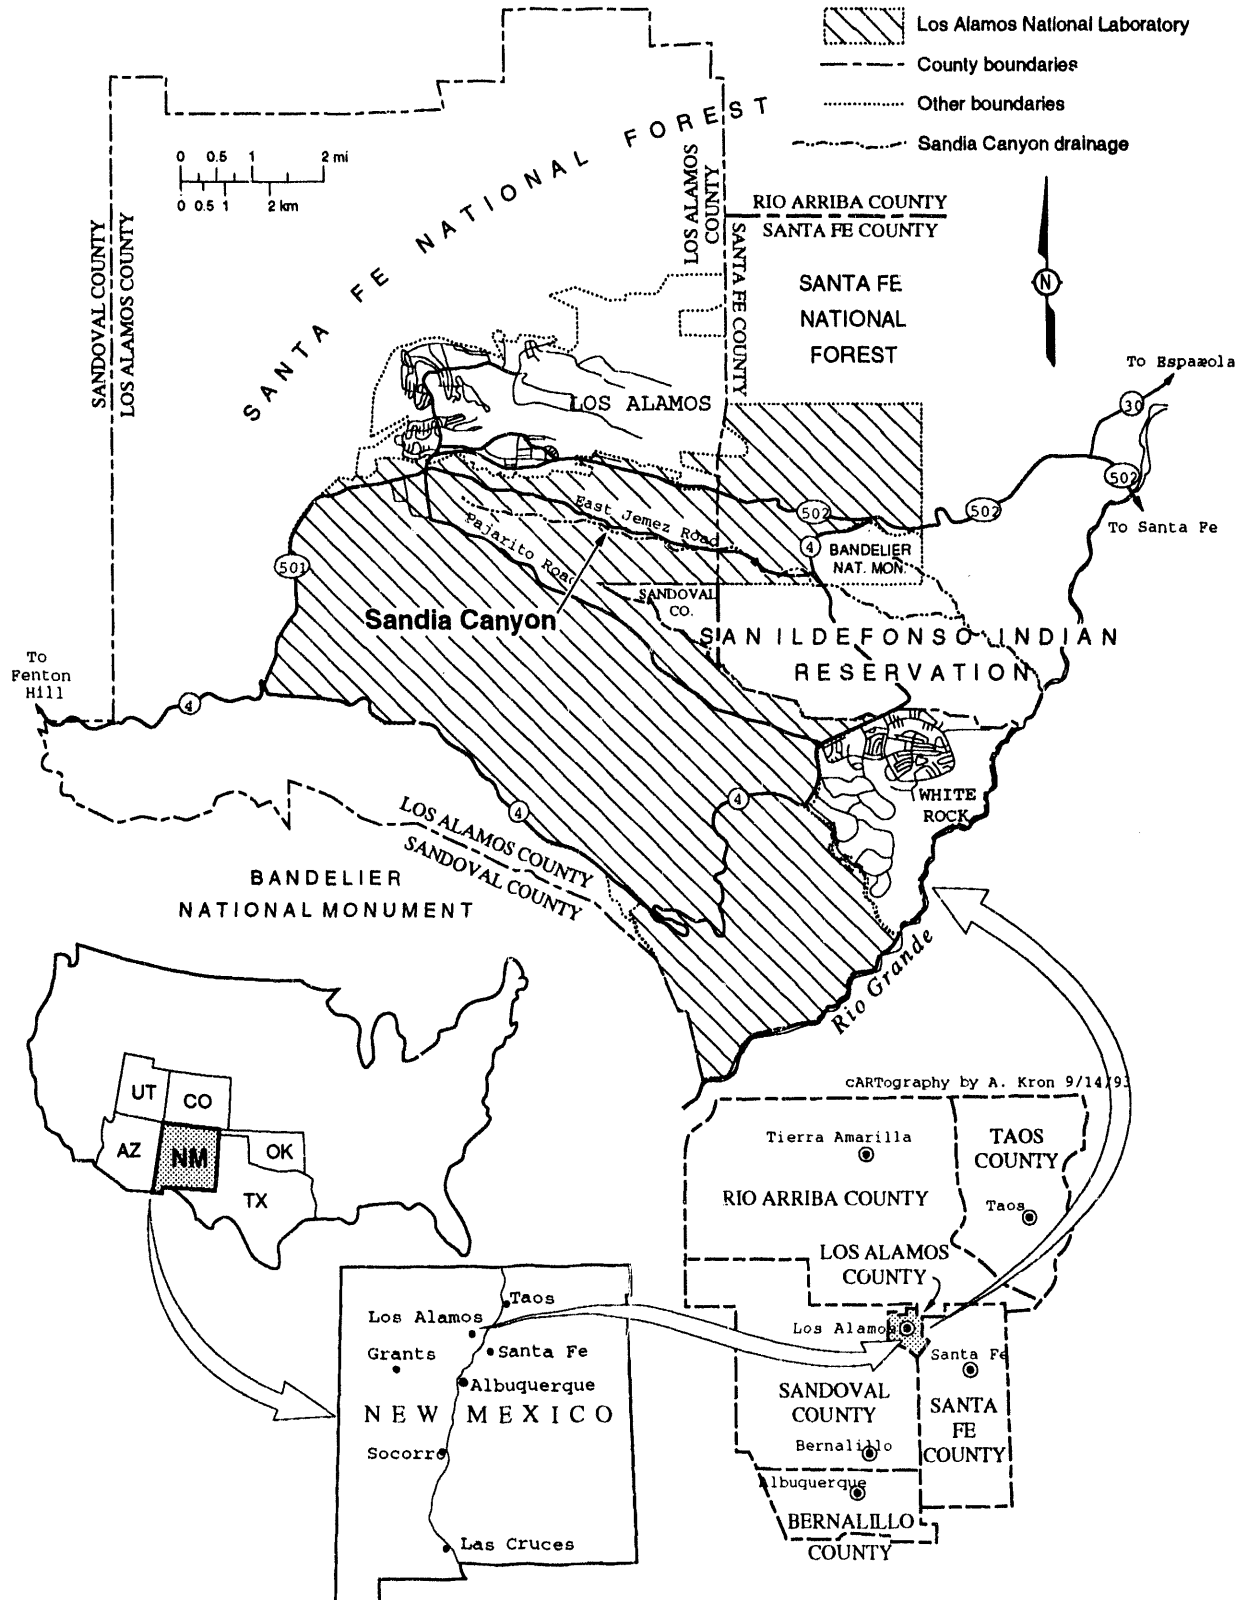 Los Alamos National Laboratory
County boundaries
Other boundaries
Sandia Canyon drainage
0 0.5 1 2 mi
0 0.5 1 2 km
SANTA FE NATIONAL FOREST
SANDOVAL COUNTY
LOS ALAMOS COUNTY
LOS ALAMOS
COUNTY
SANTA FE COUNTY
RIO ARRIBA COUNTY
SANTA FE COUNTY
SANTA FE
NATIONAL
FOREST
N
To Espaæola
30
502
To Santa Fe
LOS ALAMOS
502
502
4
BANDELIER
NAT. MON.
East Jemez Road
Pajarito Road
501
SANDOVAL
CO.
Sandia Canyon
SAN ILDEFONSO INDIAN
RESERVATION
To
Fenton
Hill
4
WHITE
ROCK
4
4
LOS ALAMOS COUNTY
SANDOVAL COUNTY
BANDELIER
NATIONAL MONUMENT
Rio Grande
cARTography by A. Kron 9/14/93
UT
CO
AZ
NM
OK
TX
Tierra Amarilla
TAOS
COUNTY
RIO ARRIBA COUNTY
Taos
LOS ALAMOS
COUNTY
Los Alamos
Santa Fe
SANDOVAL
COUNTY
SANTA
FE
COUNTY
Bernalillo
Albuquerque
BERNALILLO
COUNTY
Taos
Los Alamos
Grants
Santa Fe
Albuquerque
NEW MEXICO
Socorro
Las Cruces